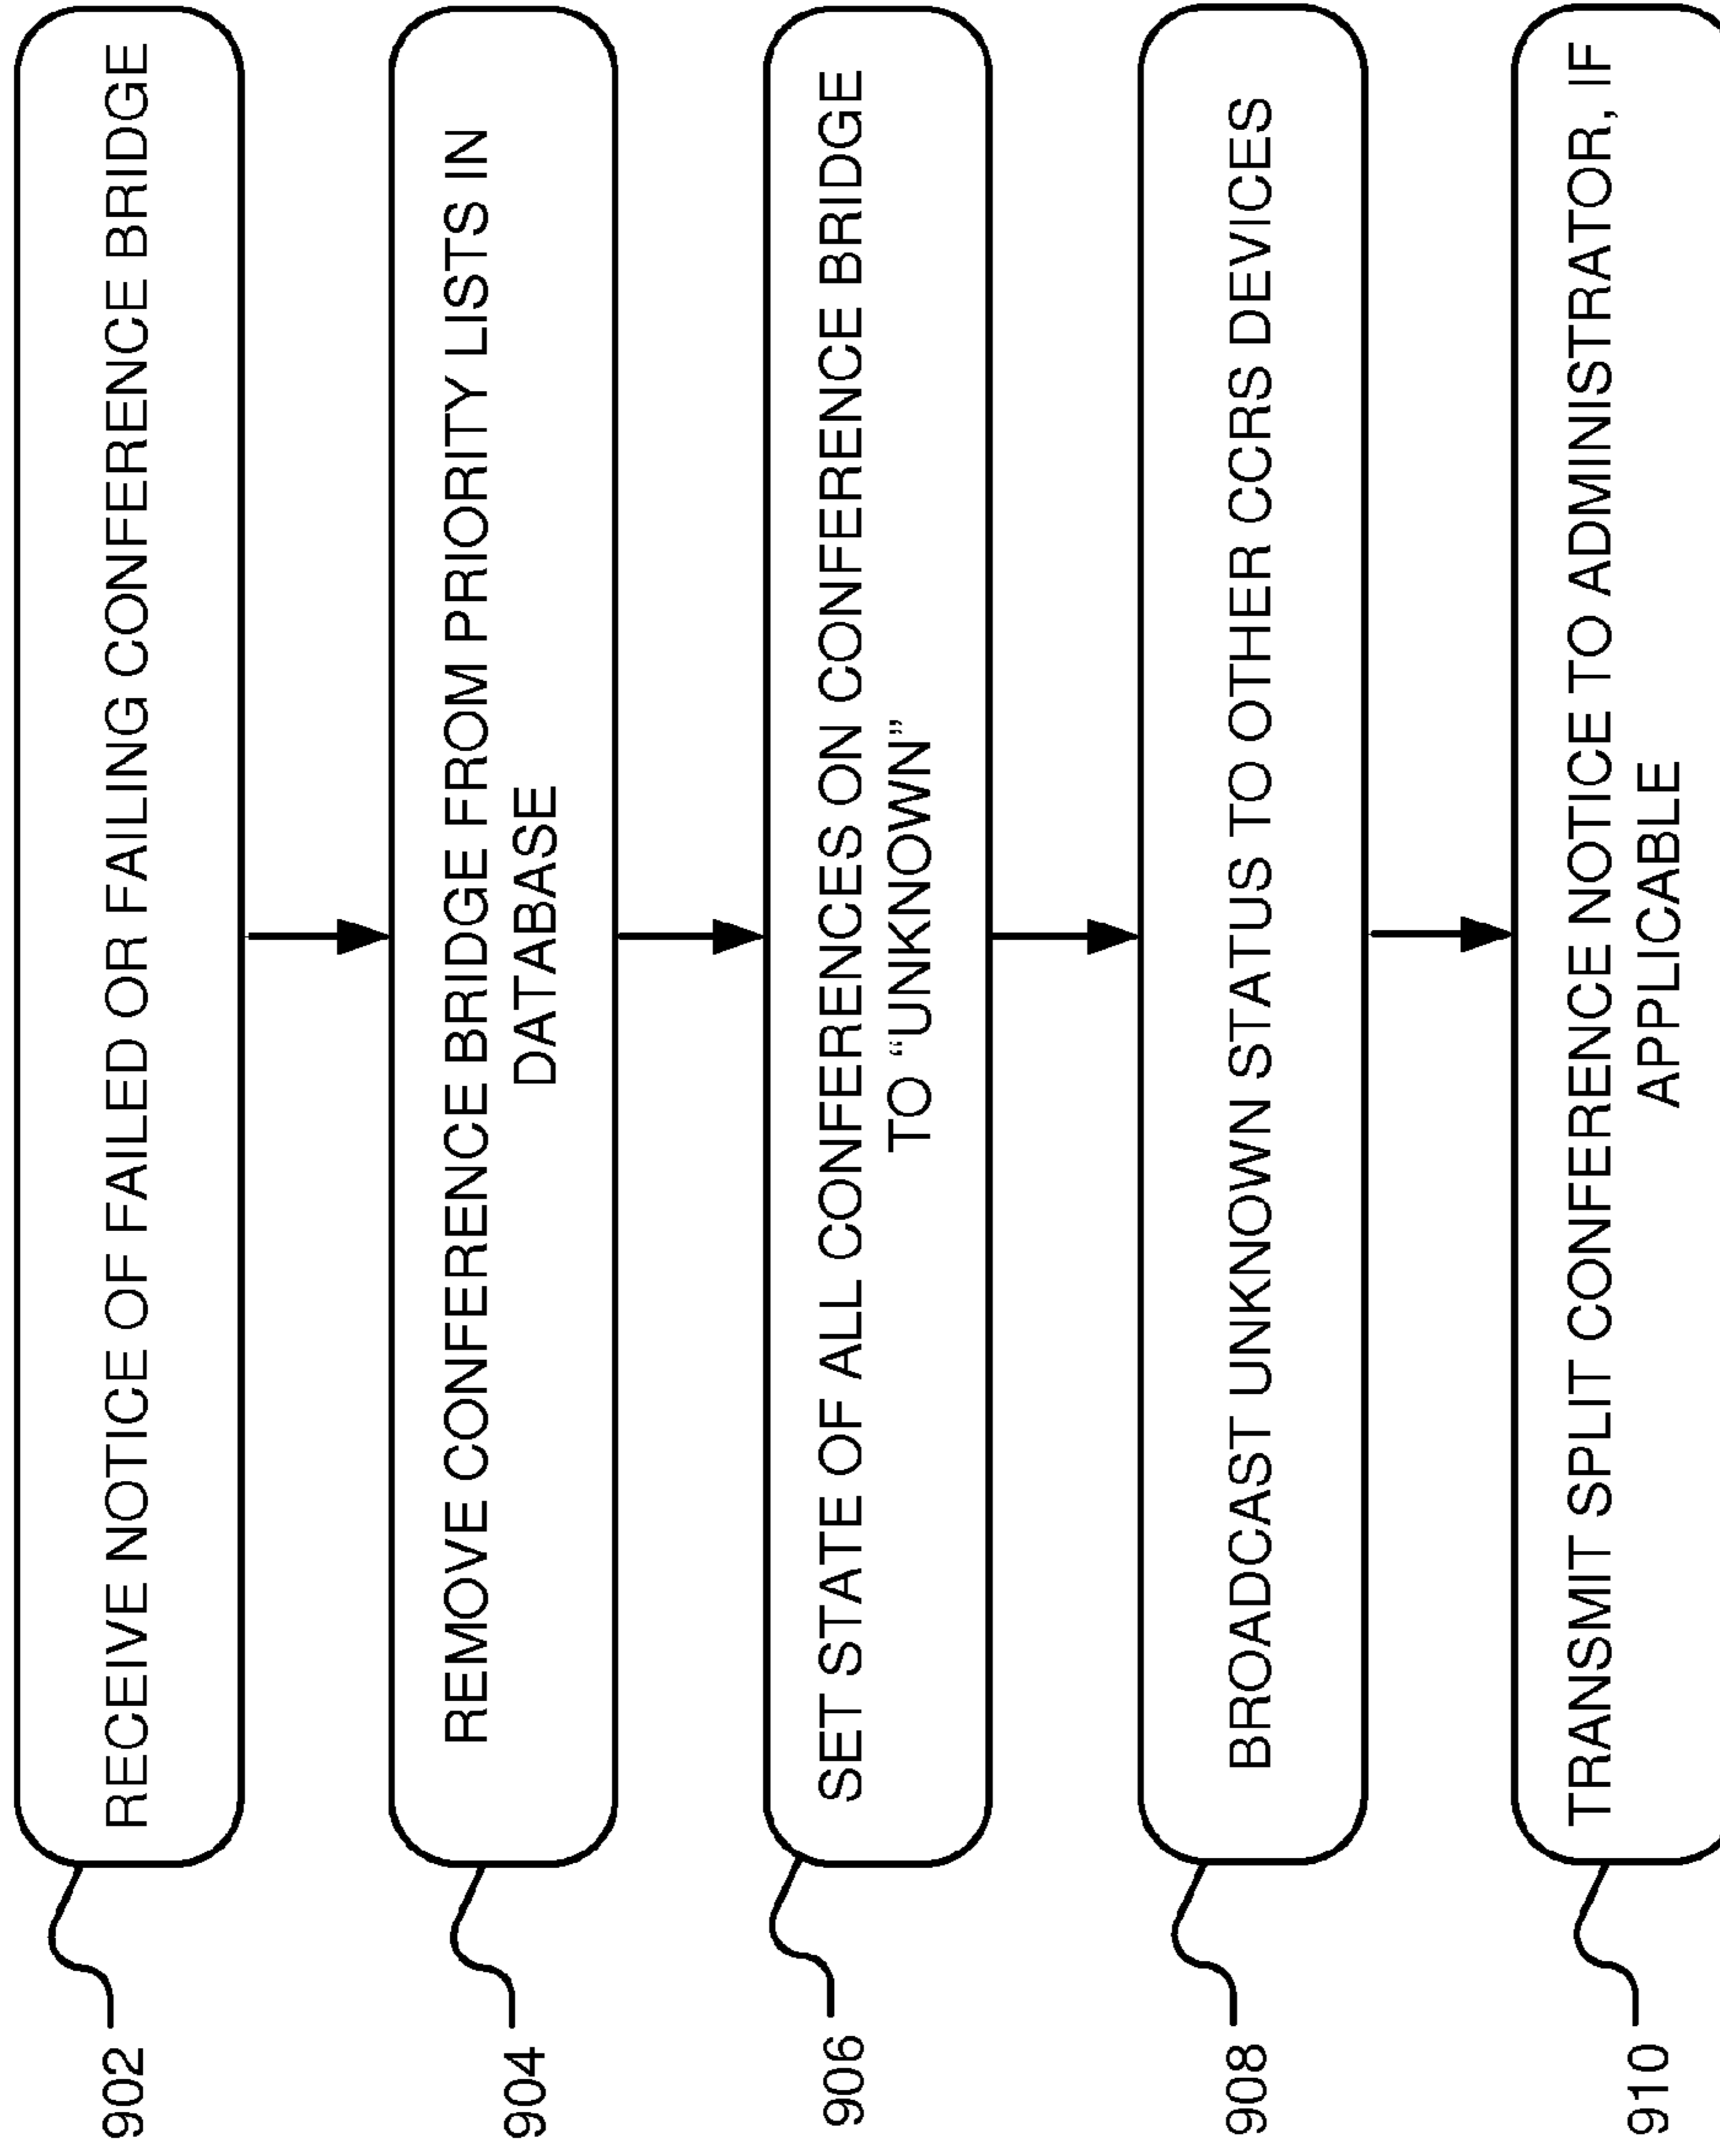 902
RECEIVE NOTICE OF FAILED OR FAILING CONFERENCE BRIDGE
904
REMOVE CONFERENCE BRIDGE FROM PRIORITY LISTS IN
DATABASE
906
SET STATE OF ALL CONFERENCES ON CONFERENCE BRIDGE
TO “UNKNOWN”
908
BROADCAST UNKNOWN STATUS TO OTHER CCRS DEVICES
910
TRANSMIT SPLIT CONFERENCE NOTICE TO ADMINISTRATOR, IF
APPLICABLE